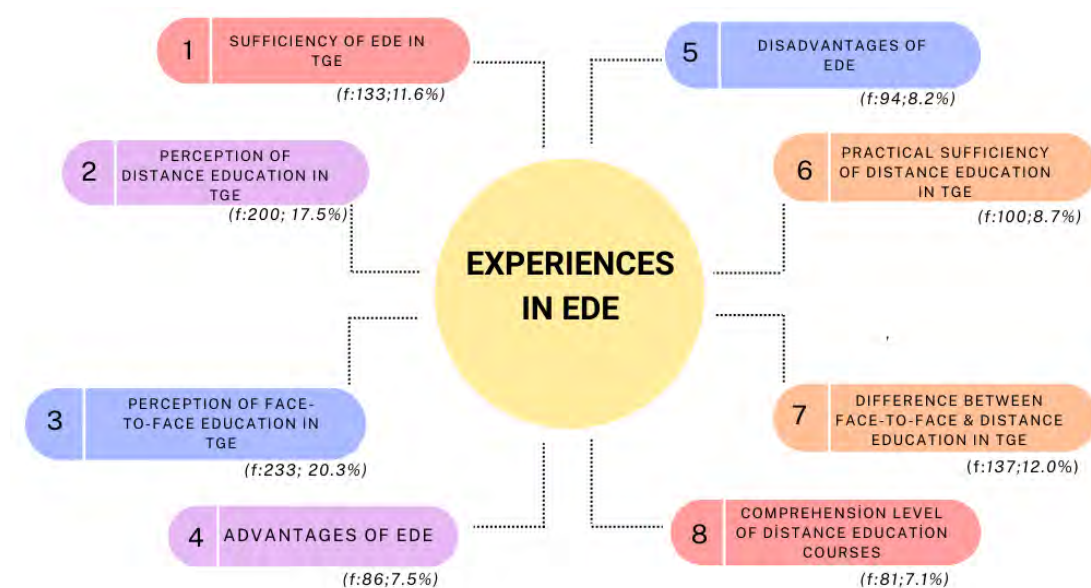 1
SUFFICIENCY OF EDE IN
TGE
(f:133;11.6%)
2
PERCEPTION OF
DISTANCE EDUCATION IN
TGE
(f:200; 17.5%)
3
PERCEPTION OF FACE-
TO-FACE EDUCATION IN
TGE
(f:233; 20.3%)
4
ADVANTAGES OF EDE
(f:86;7.5%)
EXPERIENCES
IN EDE
5
DISADVANTAGES OF
EDE
(f:94;8.2%)
6
PRACTICAL SUFFICIENCY
OF DISTANCE EDUCATION
IN TGE
(f:100;8.7%)
,
7
DIFFERENCE BETWEEN
FACE-TO-FACE & DISTANCE
EDUCATION IN TGE
(f:137;12.0%)
8
COMPREHENSİON LEVEL
OF DİSTANCE EDUCATİON
COURSES
(f:81;7.1%)